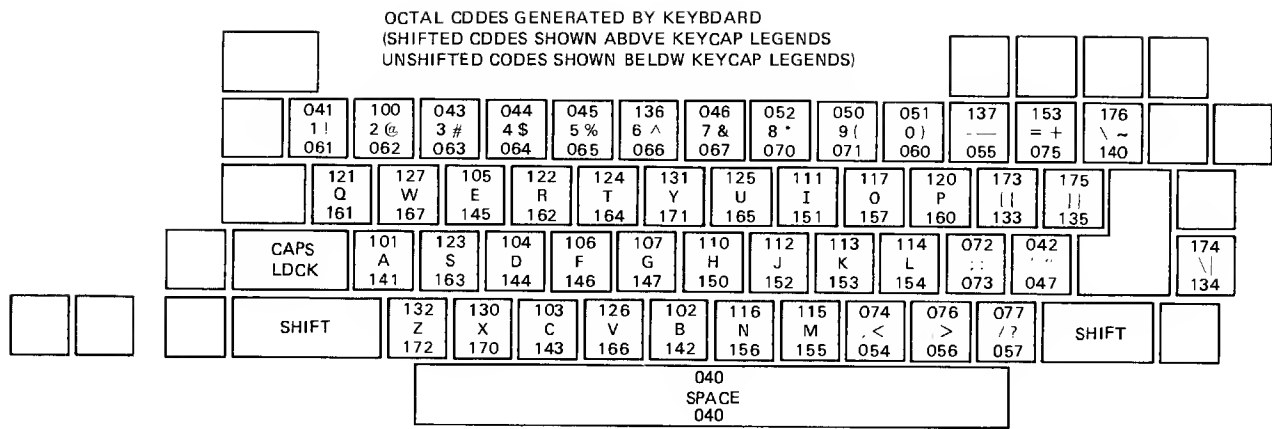 OCTAL CDDES GENERATED BY KEYBDARD
(SHIFTED CDDES SHOWN ABDVE KEYCAP LEGENDS
UNSHIFTED CODES SHOWN BELDW KEYCAP LEGENDS)
041 100 043 044 045 136 046 052 050 051 137 153 176
1 ! 2 @ 3 # 4 $ 5 % 6 ^ 7 & 8 * 9 ( 0 ) - — = + \ ~
061 062 063 064 065 066 067 070 071 060 055 075 140
121 127 105 122 124 131 125 111 117 120 173 175
Q W E R T Y U I O P [ { ] }
161 167 145 162 164 171 165 151 157 160 133 135
CAPS
LDCK
101 123 104 106 107 110 112 113 114 072 042 174
A S D F G H J K L ; : ' " \ |
141 163 144 146 147 150 152 153 154 073 047 134
132 130 103 126 102 116 115 074 076 077
SHIFT Z X C V B N M , < . > / ? SHIFT
172 170 143 166 142 156 155 054 056 057
040
SPACE
040